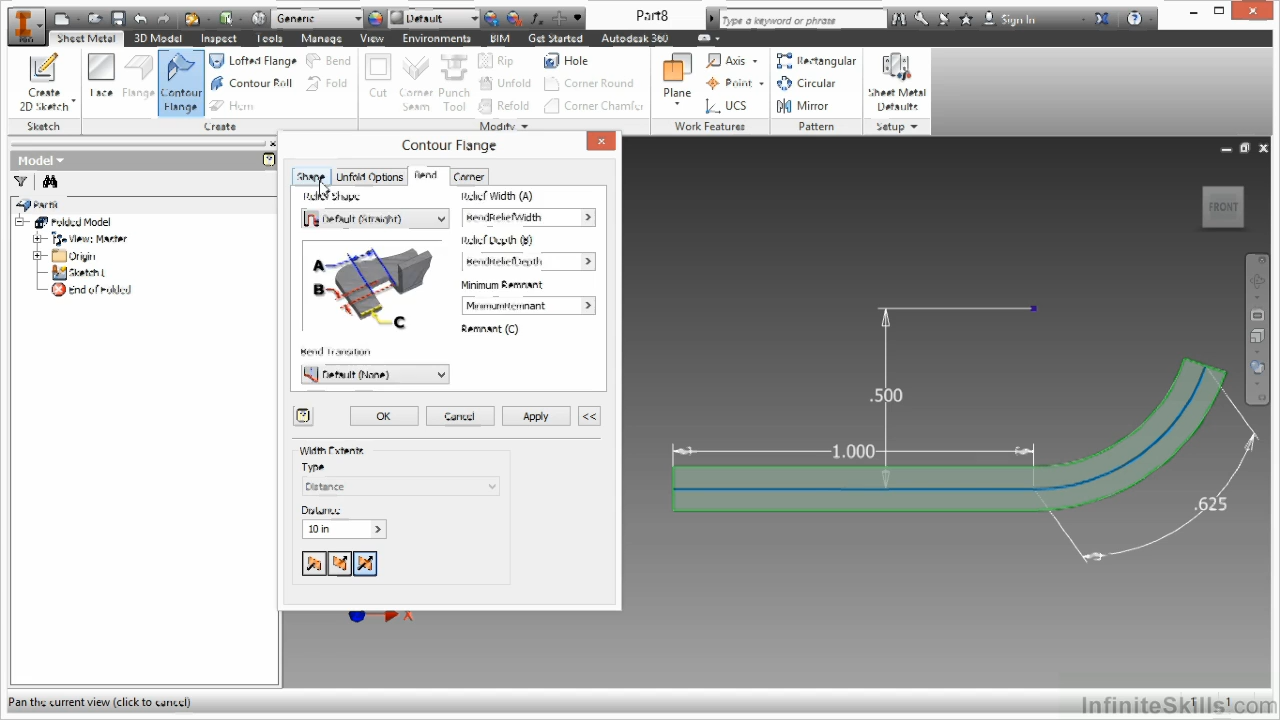 Generic Default Part8 Type a keyword or phrase Sign In
PRO
Sheet Metal 3D Model Inspect Tools Manage View Environments BIM Get Started Autodesk 360
Create
2D Sketch
Face
Flange
Contour
Flange
Lofted Flange
Contour Roll
Hem
Bend
Fold
Cut
Corner
Seam
Punch
Tool
Rip
Unfold
Refold
Hole
Corner Round
Corner Chamfer
Plane
Axis
Point
UCS
Rectangular
Circular
Mirror
Sheet Metal
Defaults
Sketch Create Modify Work Features Pattern Setup
Model
Part8
Folded Model
View: Master
Origin
Sketch1
End of Folded
Contour Flange
Shape Unfold Options Bend Corner
Relief Shape
Default (Straight)
A
B
C
Bend Transition
Default (None)
Relief Width (A)
BendReliefWidth
Relief Depth (B)
BendReliefDepth
Minimum Remnant
MinimumRemnant
Remnant (C)
OK Cancel Apply <<
Width Extents
Type
Distance
Distance
10 in
X
FRONT
.500
1.000
.625
Pan the current view (click to cancel)
1 1
InfiniteSkills.com